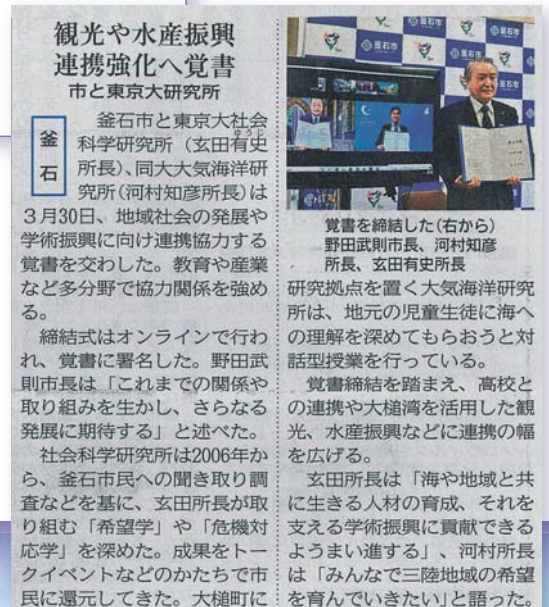 観光や水産振興
連携強化へ覚書
市と東京大研究所
釜石
釜石市と東京大社会
科学研究所(玄田有史
ゆうじ
所長)、同大大気海洋研
究所(河村知彦所長)は
3月30日、地域社会の発展や
学術振興に向け連携協力する
覚書を交わした。教育や産業
など多分野で協力関係を強め
る。
締結式はオンラインで行わ
れ、覚書に署名した。野田武
則市長は「これまでの関係や
取り組みを生かし、さらなる
発展に期待する」と述べた。
社会科学研究所は2006年か
ら、釜石市民への聞き取り調
査などを基に、玄田所長が取
り組む「希望学」や「危機対
応学」を深めた。成果をトー
クイベントなどのかたちで市
民に還元してきた。大槌町に
釜石市
釜石市
覚書を締結した(右から)
野田武則市長、河村知彦
所長、玄田有史所長
研究拠点を置く大気海洋研究
所は、地元の児童生徒に海へ
の理解を深めてもらおうと対
話型授業を行っている。
覚書締結を踏まえ、高校と
の連携や大槌湾を活用した観
光、水産振興などに連携の幅
を広げる。
玄田所長は「海や地域と共
に生きる人材の育成、それを
支える学術振興に貢献できる
ようまい進する」、河村所長
は「みんなで三陸地域の希望
を育んでいきたい」と語った。